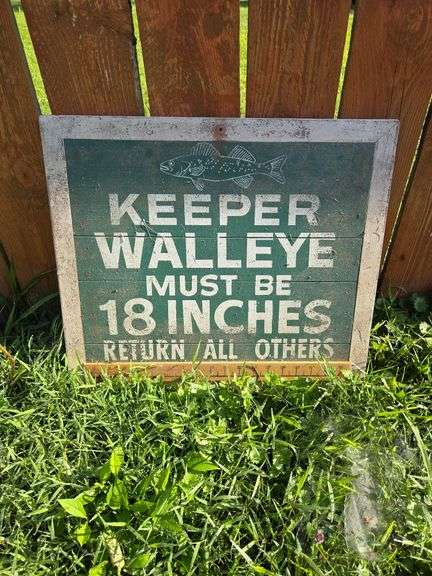 KEEPER
WALLEYE
MUST BE
18 INCHES
RETURN ALL OTHERS